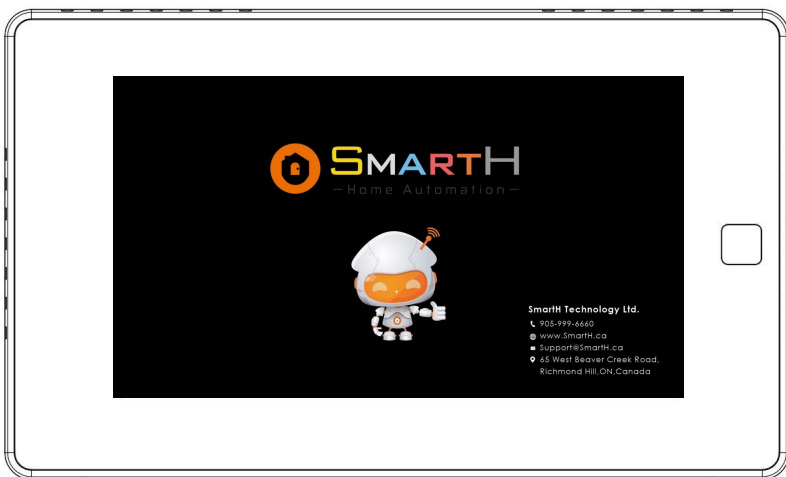 SMARTH
—Home Automation—
SmartH Technology Ltd.
905-999-6660
www.SmartH.ca
Support@SmartH.ca
65 West Beaver Creek Road,
Richmond Hill,ON,Canada